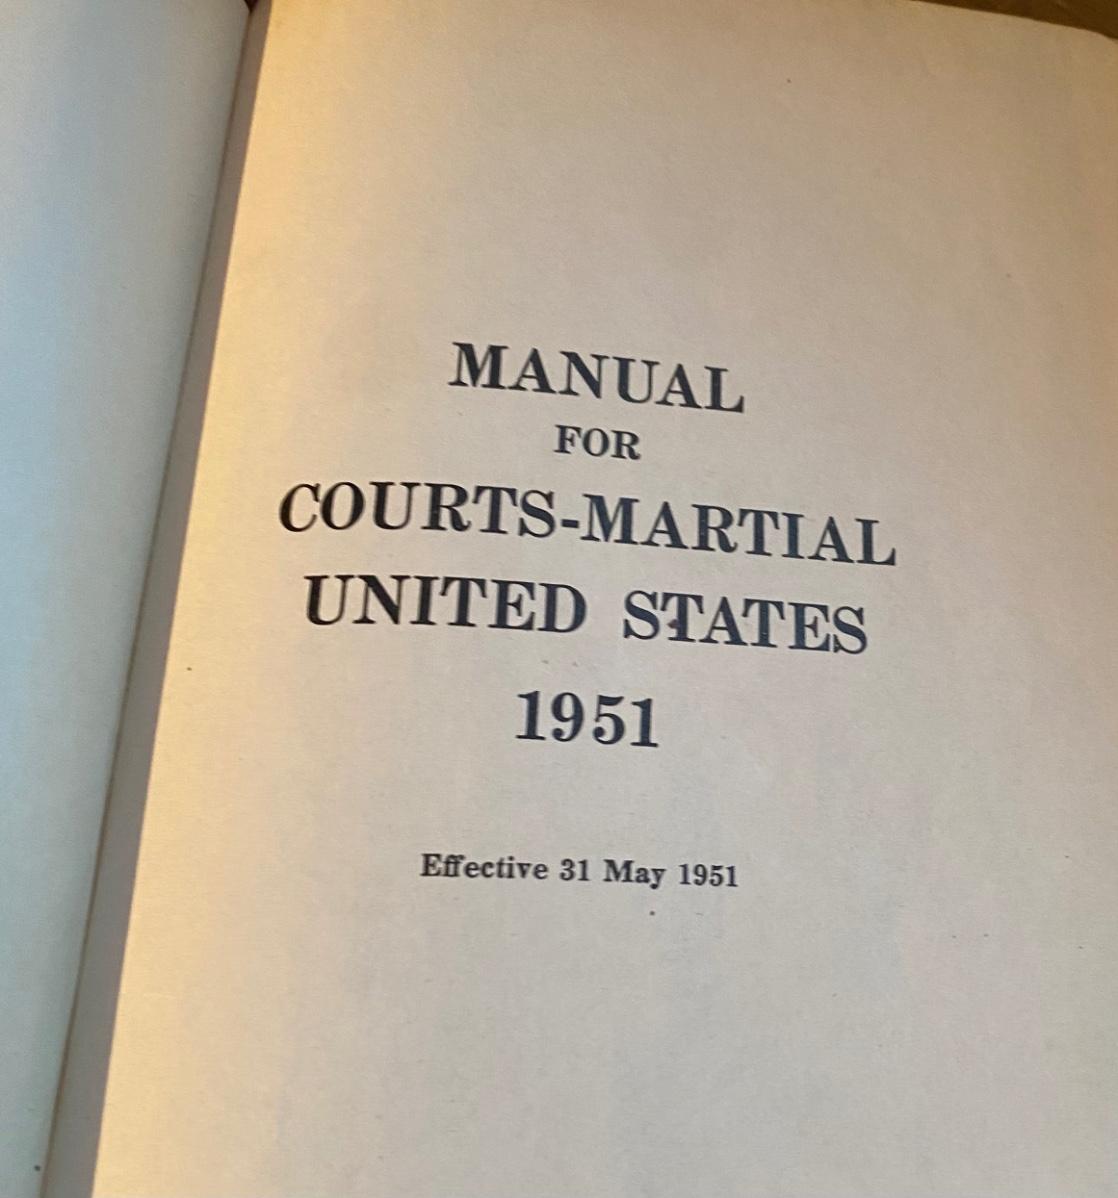 MANUAL
FOR
COURTS-MARTIAL
UNITED STATES
1951
Effective 31 May 1951